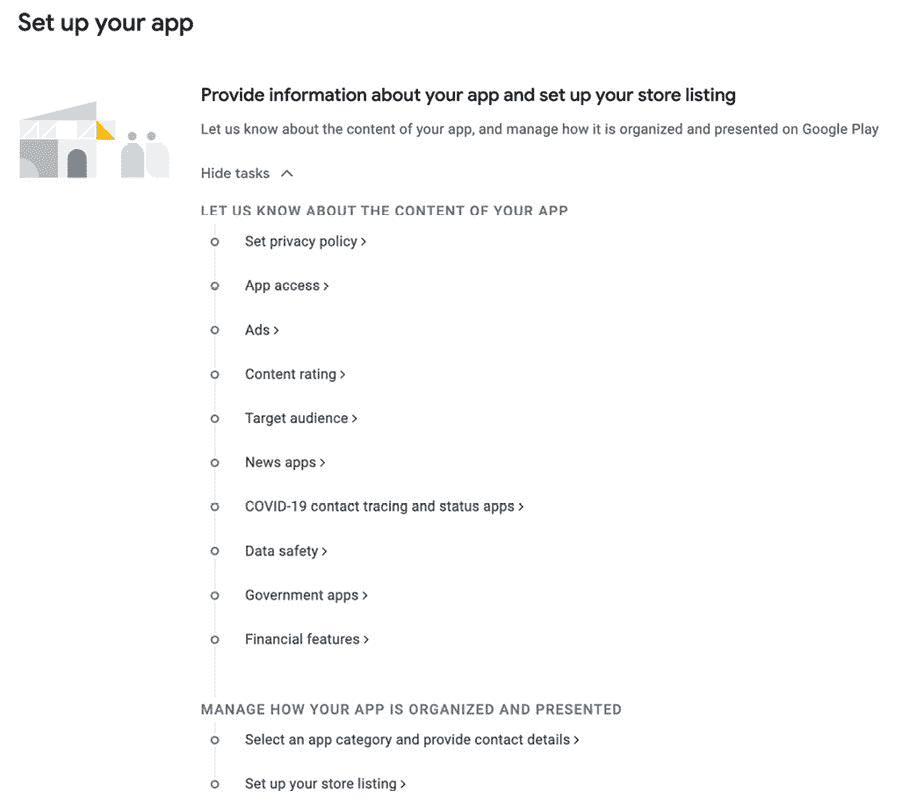 Set up your app
Provide information about your app and set up your store listing
Let us know about the content of your app, and manage how it is organized and presented on Google Play
Hide tasks
LET US KNOW ABOUT THE CONTENT OF YOUR APP
Set privacy policy
App access
Ads
Content rating
Target audience
News apps
COVID-19 contact tracing and status apps
Data safety
Government apps
Financial features
MANAGE HOW YOUR APP IS ORGANIZED AND PRESENTED
Select an app category and provide contact details
Set up your store listing